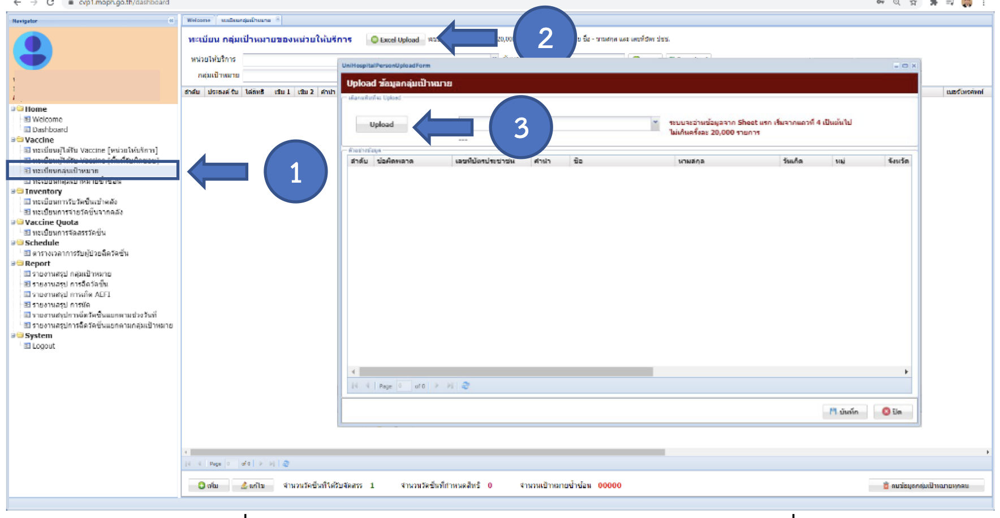 cvp1.moph.go.th/dashboard
Navigator
Welcome
ทะเบียนกลุ่มเป้าหมาย
ทะเบียน กลุ่มเป้าหมายของหน่วยให้บริการ
Excel Upload
20,00
ชื่อ - นามสกุล และ เลขที่บัตร ปชช.
2
หน่วยให้บริการ
กลุ่มเป้าหมาย
ลำดับ ประสงค์รับ ได้สิทธิ เข็ม 1 เข็ม 2 คำนำ
เบอร์โทรศัพท์
Home
Welcome
Dashboard
Vaccine
ทะเบียนผู้ได้รับ Vaccine [หน่วยให้บริการ]
ทะเบียนผู้ได้รับ Vaccine [พื้นที่รับผิดชอบ]
ทะเบียนกลุ่มเป้าหมาย
ทะเบียนกลุ่มเป้าหมายซ้ำซ้อน
Inventory
ทะเบียนการรับวัคซีนเข้าคลัง
ทะเบียนการจ่ายวัคซีนจากคลัง
Vaccine Quota
ทะเบียนการจัดสรรวัคซีน
Schedule
ตารางเวลาการรับผู้ป่วยฉีดวัคซีน
Report
รายงานสรุป กลุ่มเป้าหมาย
รายงานสรุป การฉีดวัคซีน
รายงานสรุป การเกิด AEFI
รายงานสรุป การนัด
รายงานสรุปการฉีดวัคซีนแยกตามช่วงวันที่
รายงานสรุปการฉีดวัคซีนแยกตามกลุ่มเป้าหมาย
System
Logout
1
UniHospitalPersonUploadForm
Upload ข้อมูลกลุ่มเป้าหมาย
เลือกแฟ้มที่จะ Upload
Upload
3
---
ระบบจะอ่านข้อมูลจาก Sheet แรก เริ่มจากแถวที่ 4 เป็นต้นไป
ไม่เกินครั้งละ 20,000 รายการ
ตัวอย่างข้อมูล
ลำดับ ข้อผิดพลาด เลขที่บัตรประชาชน คำนำ ชื่อ นามสกุล วันเกิด หมู่ จังหวัด
Page 0 of 0
บันทึก ปิด
Page 0 of 0
เพิ่ม แก้ไข จำนวนวัคซีนที่ได้รับจัดสรร 1 จำนวนวัคซีนที่กำหนดสิทธิ์ 0 จำนวนเป้าหมายซ้ำซ้อน 00000
ลบข้อมูลกลุ่มเป้าหมายทุกคน